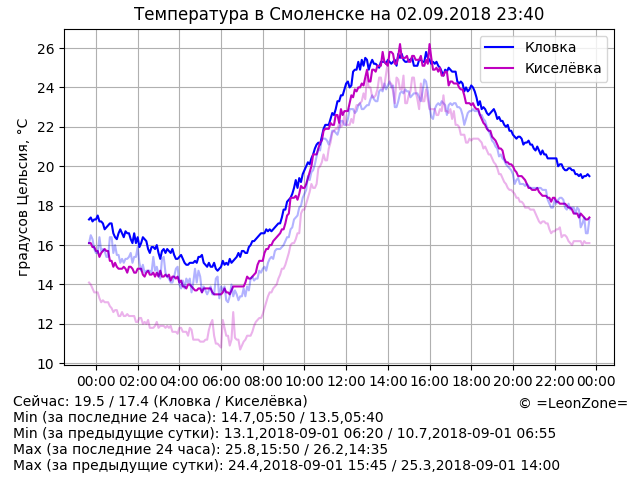 Температура в Смоленске на 02.09.2018 23:40
градусов Цельсия, °C
26
24
22
20
18
16
14
12
10
Кловка
Киселёвка
00:00 02:00 04:00 06:00 08:00 10:00 12:00 14:00 16:00 18:00 20:00 22:00 00:00
Сейчас: 19.5 / 17.4 (Кловка / Киселёвка)
© =LeonZone=
Min (за последние 24 часа): 14.7,05:50 / 13.5,05:40
Min (за предыдущие сутки): 13.1,2018-09-01 06:20 / 10.7,2018-09-01 06:55
Max (за последние 24 часа): 25.8,15:50 / 26.2,14:35
Max (за предыдущие сутки): 24.4,2018-09-01 15:45 / 25.3,2018-09-01 14:00